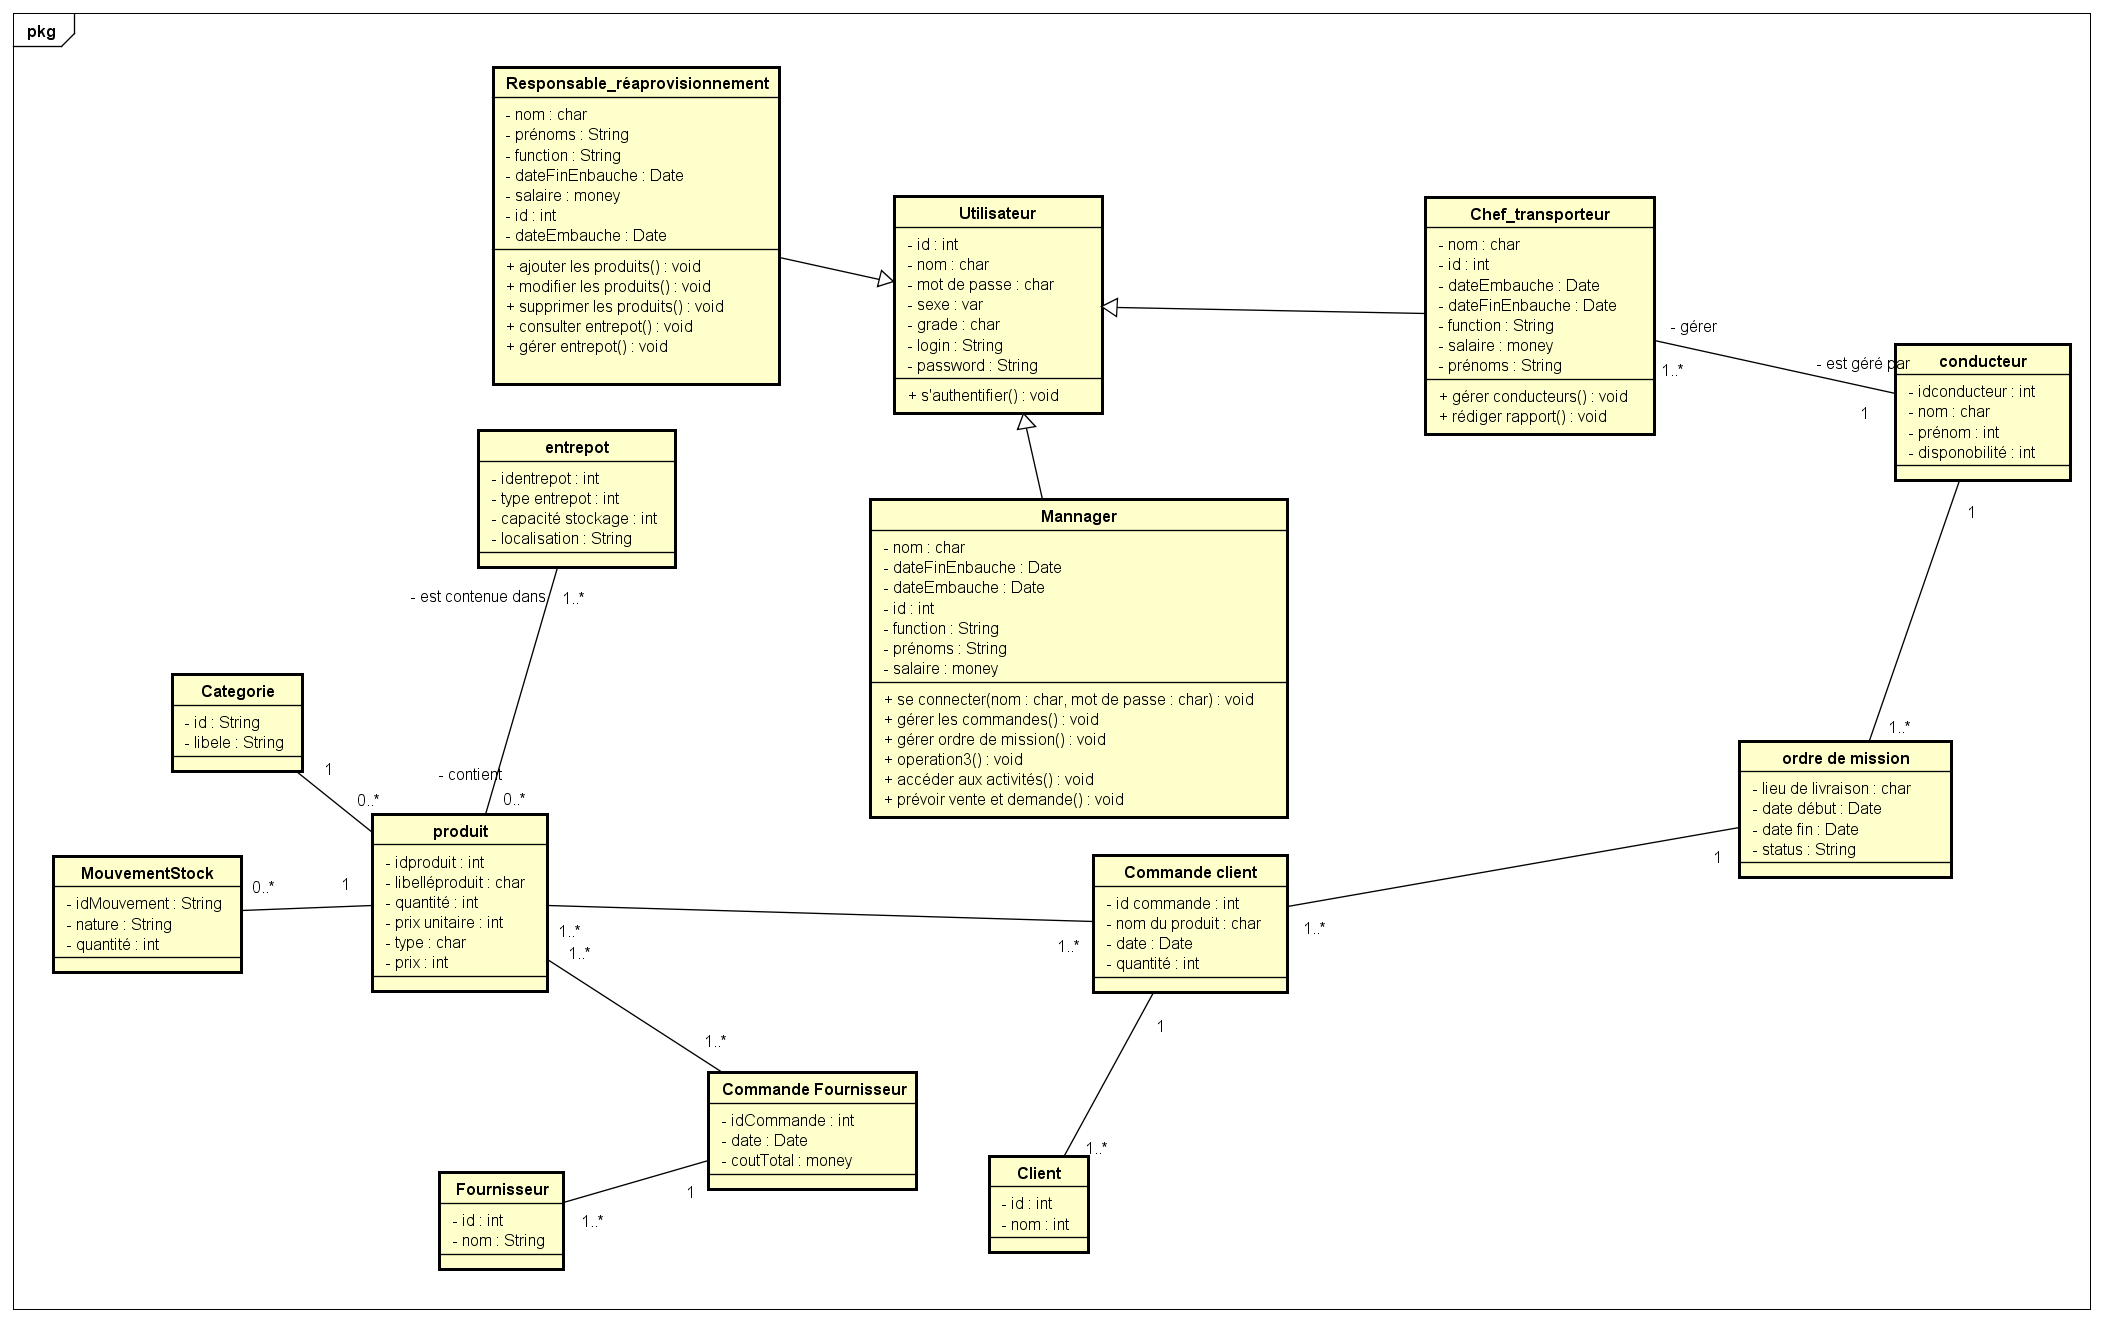 pkg
Responsable_réaprovisionnement
- nom : char
- prénoms : String
- function : String
- dateFinEnbauche : Date
- salaire : money
- id : int
- dateEmbauche : Date
+ ajouter les produits() : void
+ modifier les produits() : void
+ supprimer les produits() : void
+ consulter entrepot() : void
+ gérer entrepot() : void
Utilisateur
- id : int
- nom : char
- mot de passe : char
- sexe : var
- grade : char
- login : String
- password : String
+ s'authentifier() : void
Chef_transporteur
- nom : char
- id : int
- dateEmbauche : Date
- dateFinEnbauche : Date
- function : String
- salaire : money
- prénoms : String
+ gérer conducteurs() : void
+ rédiger rapport() : void
- gérer
1..*
- est géré par
1
conducteur
- idconducteur : int
- nom : char
- prénom : int
- disponobilité : int
1
1..*
entrepot
- identrepot : int
- type entrepot : int
- capacité stockage : int
- localisation : String
- est contenue dans
1..*
- contient
0..*
Mannager
- nom : char
- dateFinEnbauche : Date
- dateEmbauche : Date
- id : int
- function : String
- prénoms : String
- salaire : money
+ se connecter(nom : char, mot de passe : char) : void
+ gérer les commandes() : void
+ gérer ordre de mission() : void
+ operation3() : void
+ accéder aux activités() : void
+ prévoir vente et demande() : void
Categorie
- id : String
- libele : String
1
0..*
ordre de mission
- lieu de livraison : char
- date début : Date
- date fin : Date
- status : String
1
1..*
MouvementStock
- idMouvement : String
- nature : String
- quantité : int
0..*
1
produit
- idproduit : int
- libelléproduit : char
- quantité : int
- prix unitaire : int
- type : char
- prix : int
1..*
1..*
1..*
1..*
Commande client
- id commande : int
- nom du produit : char
- date : Date
- quantité : int
1
1..*
Commande Fournisseur
- idCommande : int
- date : Date
- coutTotal : money
1
1..*
Fournisseur
- id : int
- nom : String
Client
- id : int
- nom : int